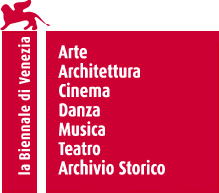 la Biennale di Venezia
Arte
Architettura
Cinema
Danza
Musica
Teatro
Archivio Storico